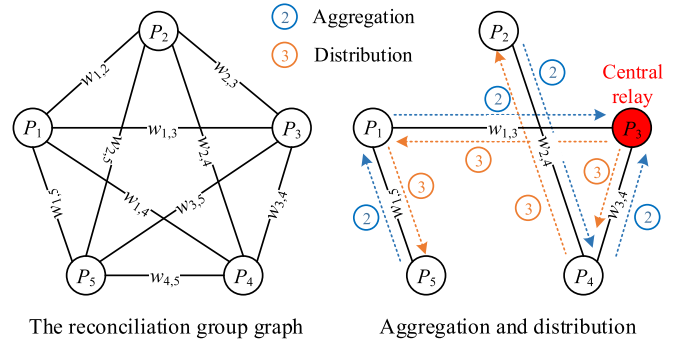 P2
2 Aggregation
3 Distribution
P2
w1,2
w2,3
2
Central
relay
P1
w1,3
P3
P1
2
w1,3
P3
w2,5
w2,4
w2,4
3
3
w1,5
w1,4
w3,5
w3,4
2
w1,5
3
3
w3,4
2
P5
w4,5
P4
P5
P4
The reconciliation group graph
Aggregation and distribution